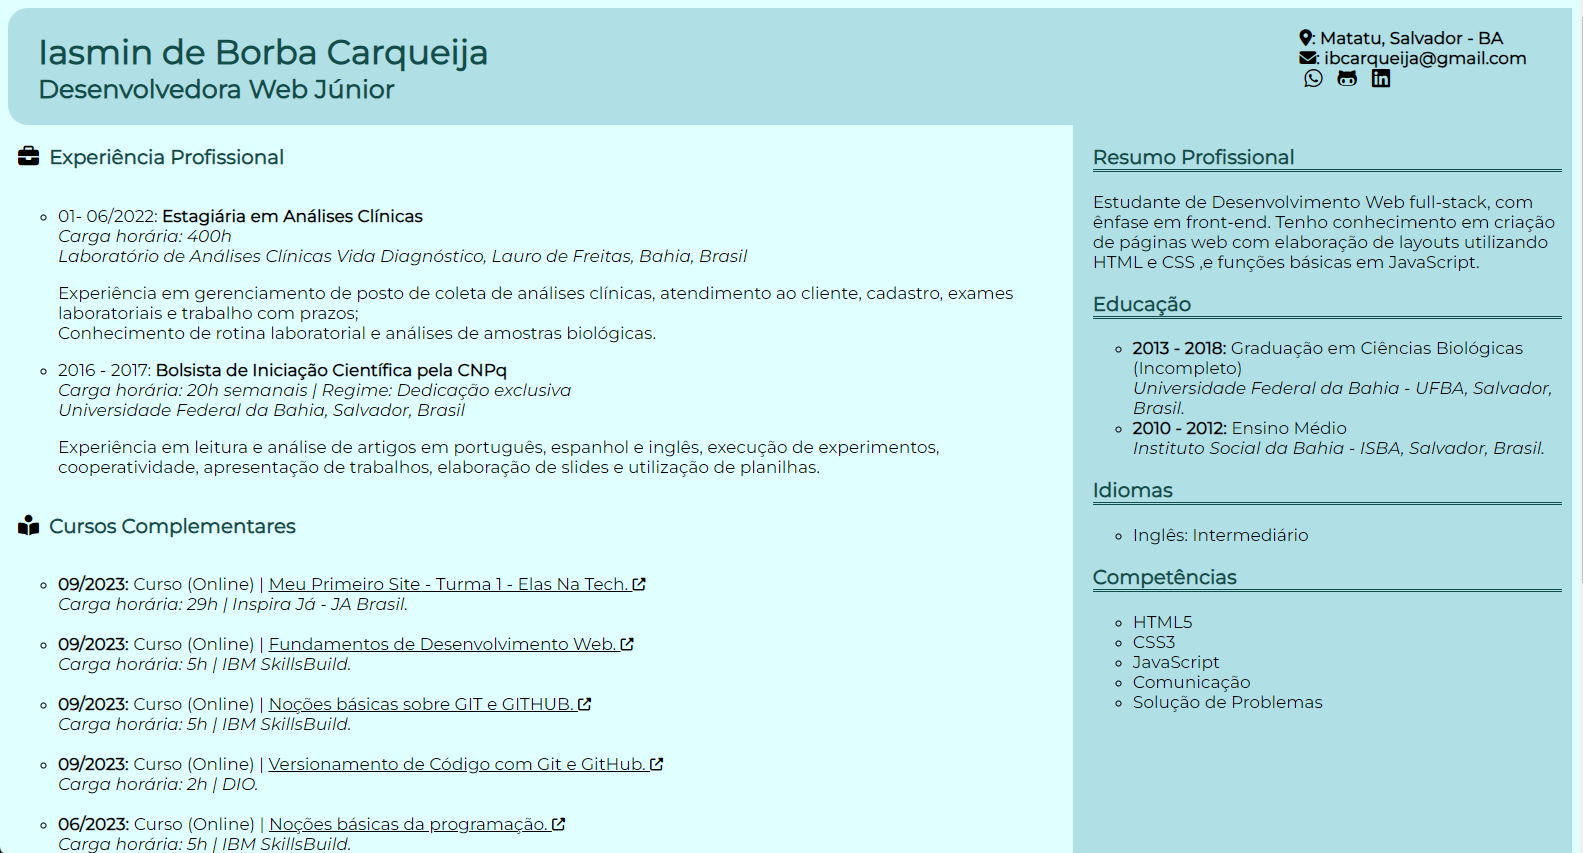 Iasmin de Borba Carqueija
Desenvolvedora Web Júnior
: Matatu, Salvador - BA
: ibcarqueija@gmail.com
Experiência Profissional
01- 06/2022: Estagiária em Análises Clínicas
Carga horária: 400h
Laboratório de Análises Clínicas Vida Diagnóstico, Lauro de Freitas, Bahia, Brasil
Experiência em gerenciamento de posto de coleta de análises clínicas, atendimento ao cliente, cadastro, exames
laboratoriais e trabalho com prazos;
Conhecimento de rotina laboratorial e análises de amostras biológicas.
2016 - 2017: Bolsista de Iniciação Científica pela CNPq
Carga horária: 20h semanais | Regime: Dedicação exclusiva
Universidade Federal da Bahia, Salvador, Brasil
Experiência em leitura e análise de artigos em português, espanhol e inglês, execução de experimentos,
cooperatividade, apresentação de trabalhos, elaboração de slides e utilização de planilhas.
Cursos Complementares
09/2023: Curso (Online) | Meu Primeiro Site - Turma 1 - Elas Na Tech.
Carga horária: 29h | Inspira Já - JA Brasil.
09/2023: Curso (Online) | Fundamentos de Desenvolvimento Web.
Carga horária: 5h | IBM SkillsBuild.
09/2023: Curso (Online) | Noções básicas sobre GIT e GITHUB.
Carga horária: 5h | IBM SkillsBuild.
09/2023: Curso (Online) | Versionamento de Código com Git e GitHub.
Carga horária: 2h | DIO.
06/2023: Curso (Online) | Noções básicas da programação.
Carga horária: 5h | IBM SkillsBuild.
Resumo Profissional
Estudante de Desenvolvimento Web full-stack, com
ênfase em front-end. Tenho conhecimento em criação
de páginas web com elaboração de layouts utilizando
HTML e CSS ,e funções básicas em JavaScript.
Educação
2013 - 2018: Graduação em Ciências Biológicas
(Incompleto)
Universidade Federal da Bahia - UFBA, Salvador,
Brasil.
2010 - 2012: Ensino Médio
Instituto Social da Bahia - ISBA, Salvador, Brasil.
Idiomas
Inglês: Intermediário
Competências
HTML5
CSS3
JavaScript
Comunicação
Solução de Problemas